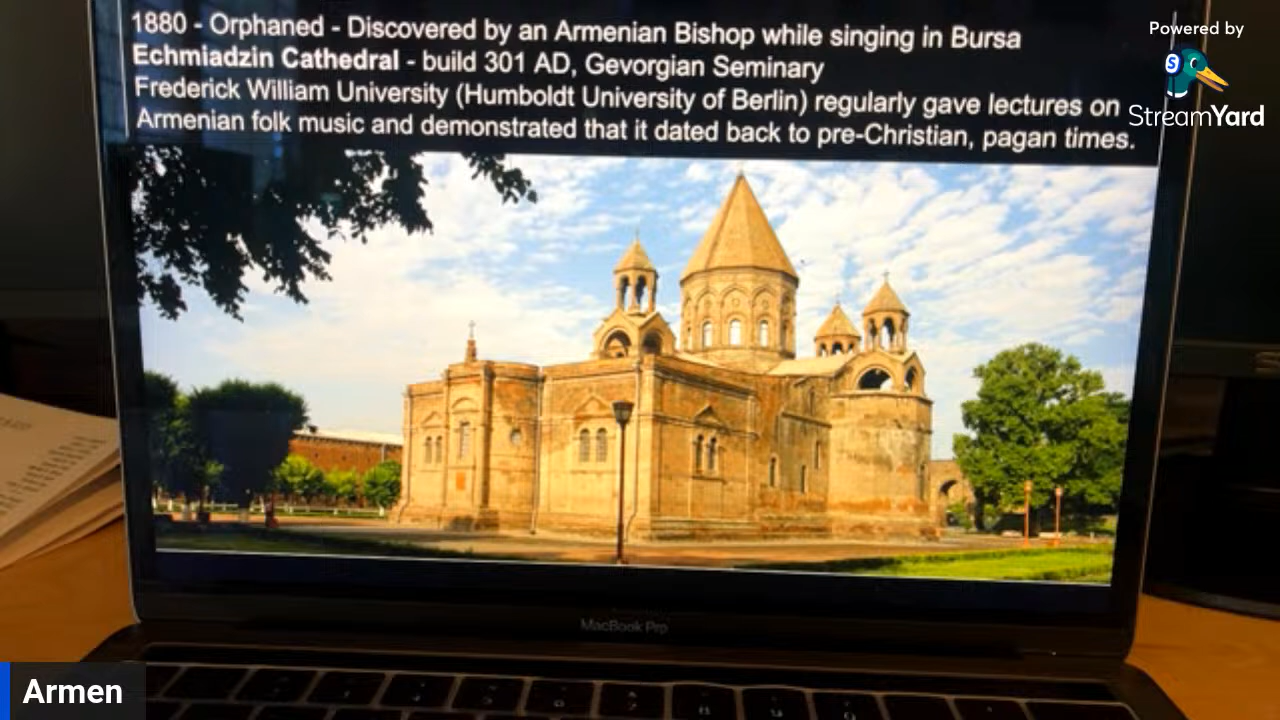 1880 - Orphaned - Discovered by an Armenian Bishop while singing in Bursa
Echmiadzin Cathedral - build 301 AD, Gevorgian Seminary
Frederick William University (Humboldt University of Berlin) regularly gave lectures on
Armenian folk music and demonstrated that it dated back to pre-Christian, pagan times.
Powered by
S
StreamYard
MacBook Pro
Armen